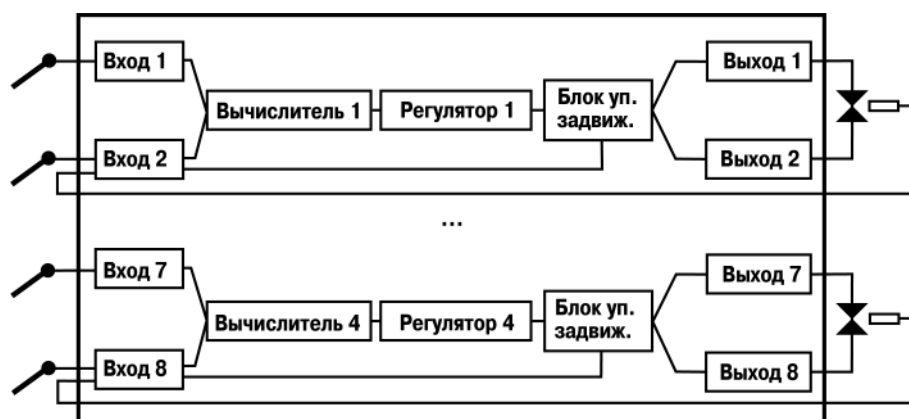 Вход 1
Выход 1
Вычислитель 1
Регулятор 1
Блок уп.
задвиж.
Вход 2
Выход 2
...
Вход 7
Выход 7
Вычислитель 4
Регулятор 4
Блок уп.
задвиж.
Вход 8
Выход 8